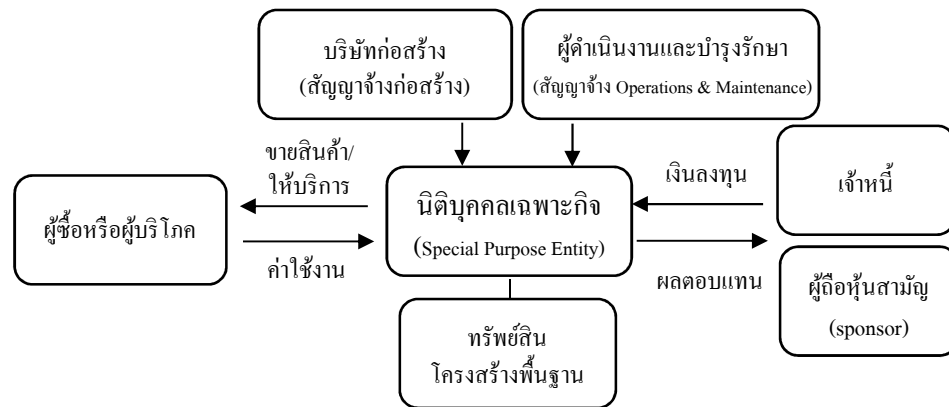 บริษัทก่อสร้าง
(สัญญาจ้างก่อสร้าง)
ผู้ดำเนินงานและบำรุงรักษา
(สัญญาจ้าง Operations & Maintenance)
ขายสินค้า/
ให้บริการ
ผู้ซื้อหรือผู้บริโภค
ค่าใช้งาน
นิติบุคคลเฉพาะกิจ
(Special Purpose Entity)
เงินลงทุน
ผลตอบแทน
เจ้าหนี้
ผู้ถือหุ้นสามัญ
(sponsor)
ทรัพย์สิน
โครงสร้างพื้นฐาน